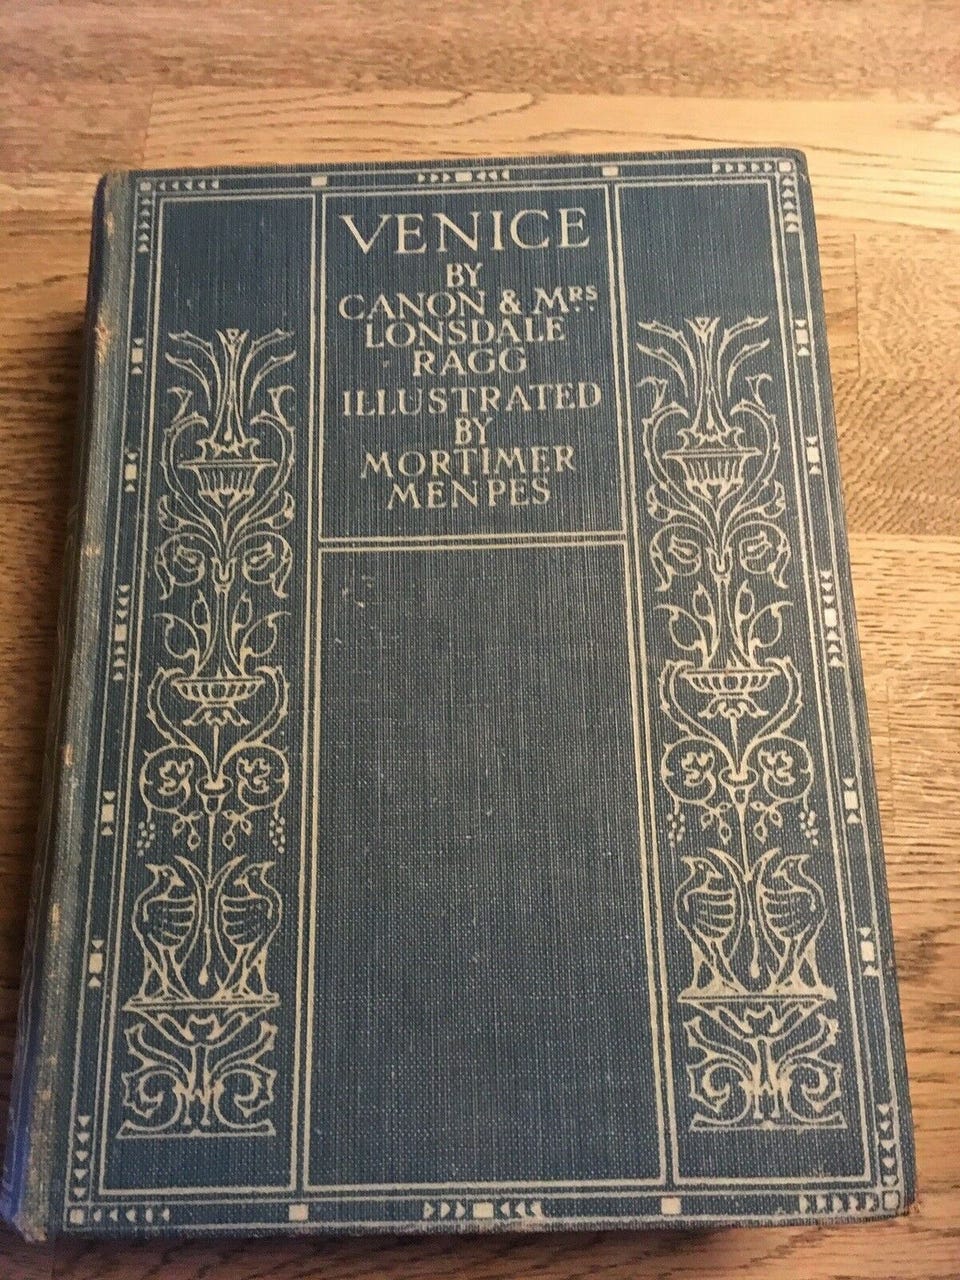 VENICE
BY
CANON & MRS
LONSDALE
RAGG
ILLUSTRATED
BY
MORTIMER
MENPES